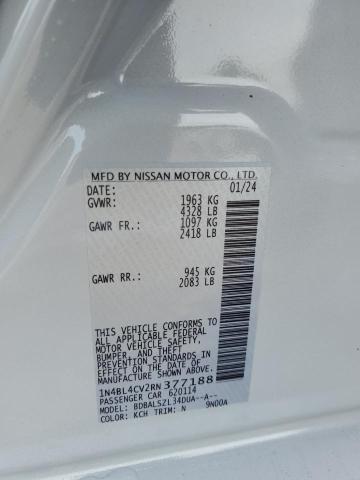 MFD BY NISSAN MOTOR CO., LTD.
DATE: 01/24
GVWR: 1963 KG
4328 LB
GAWR FR.: 1097 KG
2418 LB
GAWR RR.: 945 KG
2083 LB
THIS VEHICLE CONFORMS TO
ALL APPLICABLE FEDERAL
MOTOR VEHICLE SAFETY,
BUMPER, AND THEFT
PREVENTION STANDARDS IN
EFFECT ON THE DATE OF
MANUFACTURE SHOWN ABOVE.
1N4BL4CV2RN377188
PASSENGER CAR 620114
MODEL: BDBALSZL34DUA--A--
COLOR: KCH TRIM: N 9N00A